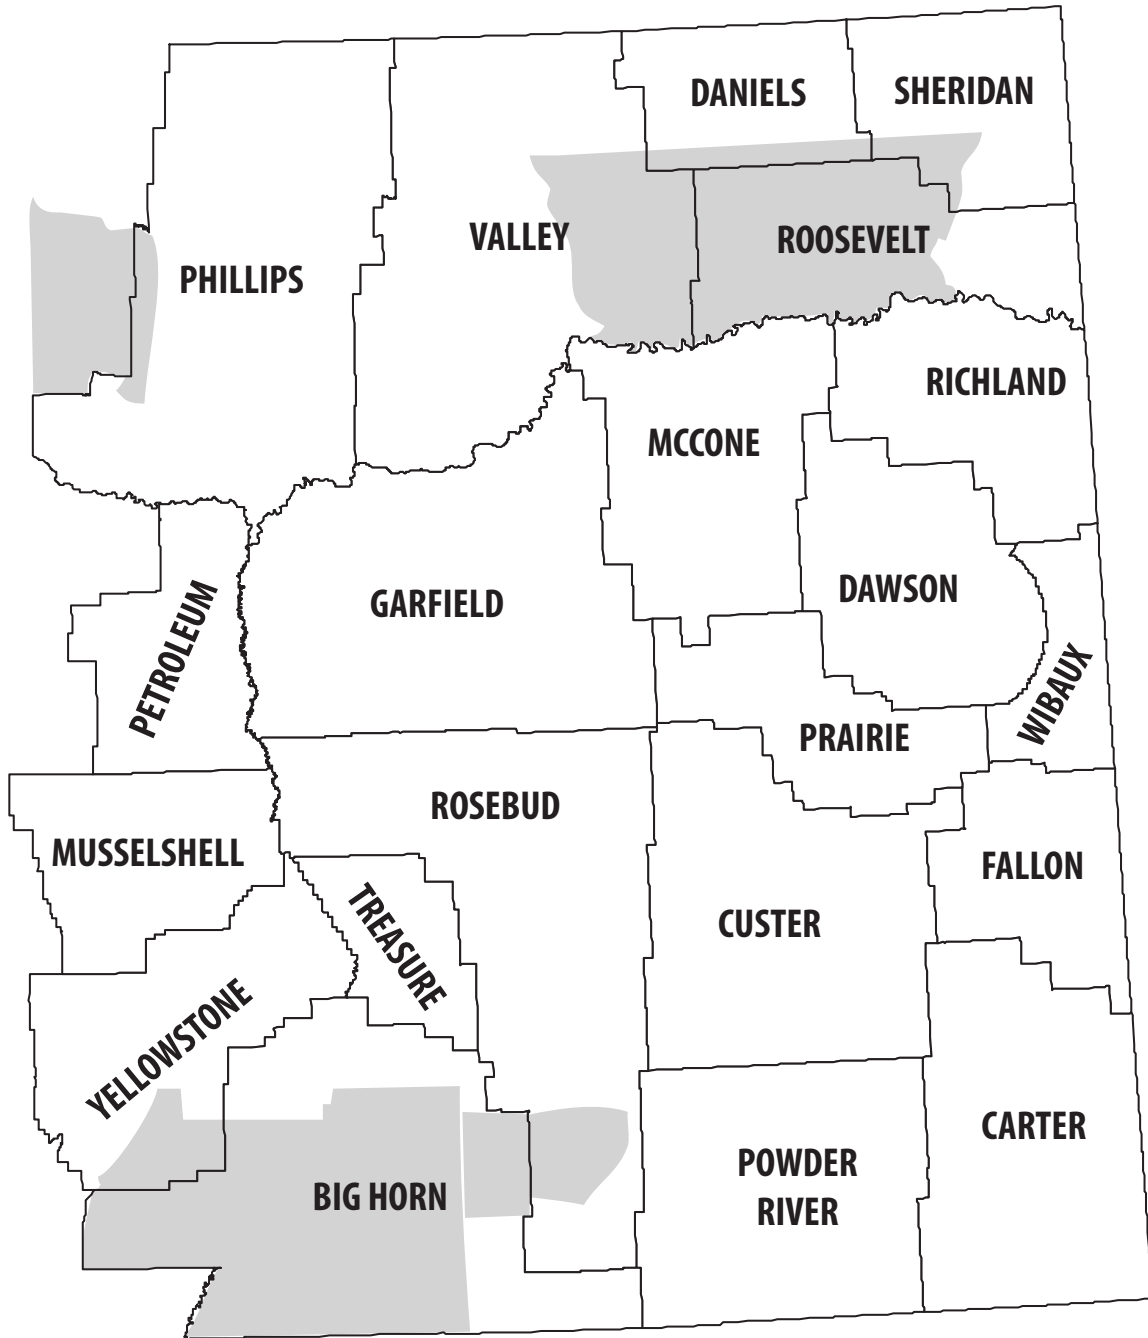 DANIELS
SHERIDAN
VALLEY
ROOSEVELT
PHILLIPS
RICHLAND
MCCONE
DAWSON
GARFIELD
PETROLEUM
WIBAUX
PRAIRIE
ROSEBUD
MUSSELSHELL
FALLON
TREASURE
CUSTER
YELLOWSTONE
CARTER
POWDER
RIVER
BIG HORN